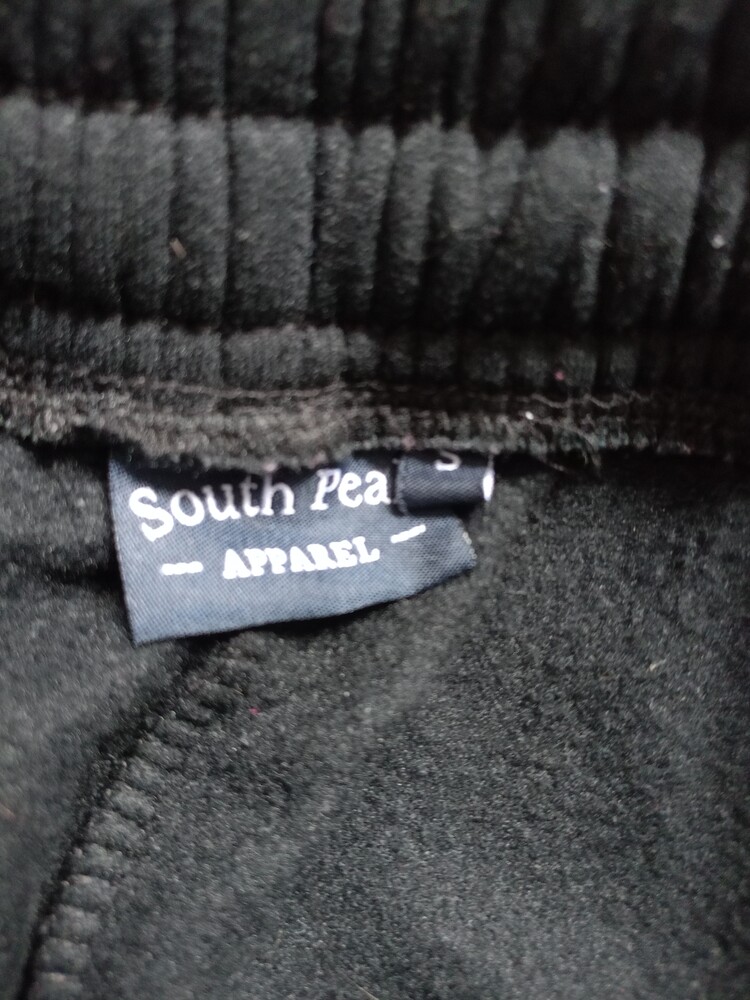 South Pea
S
— APPAREL —